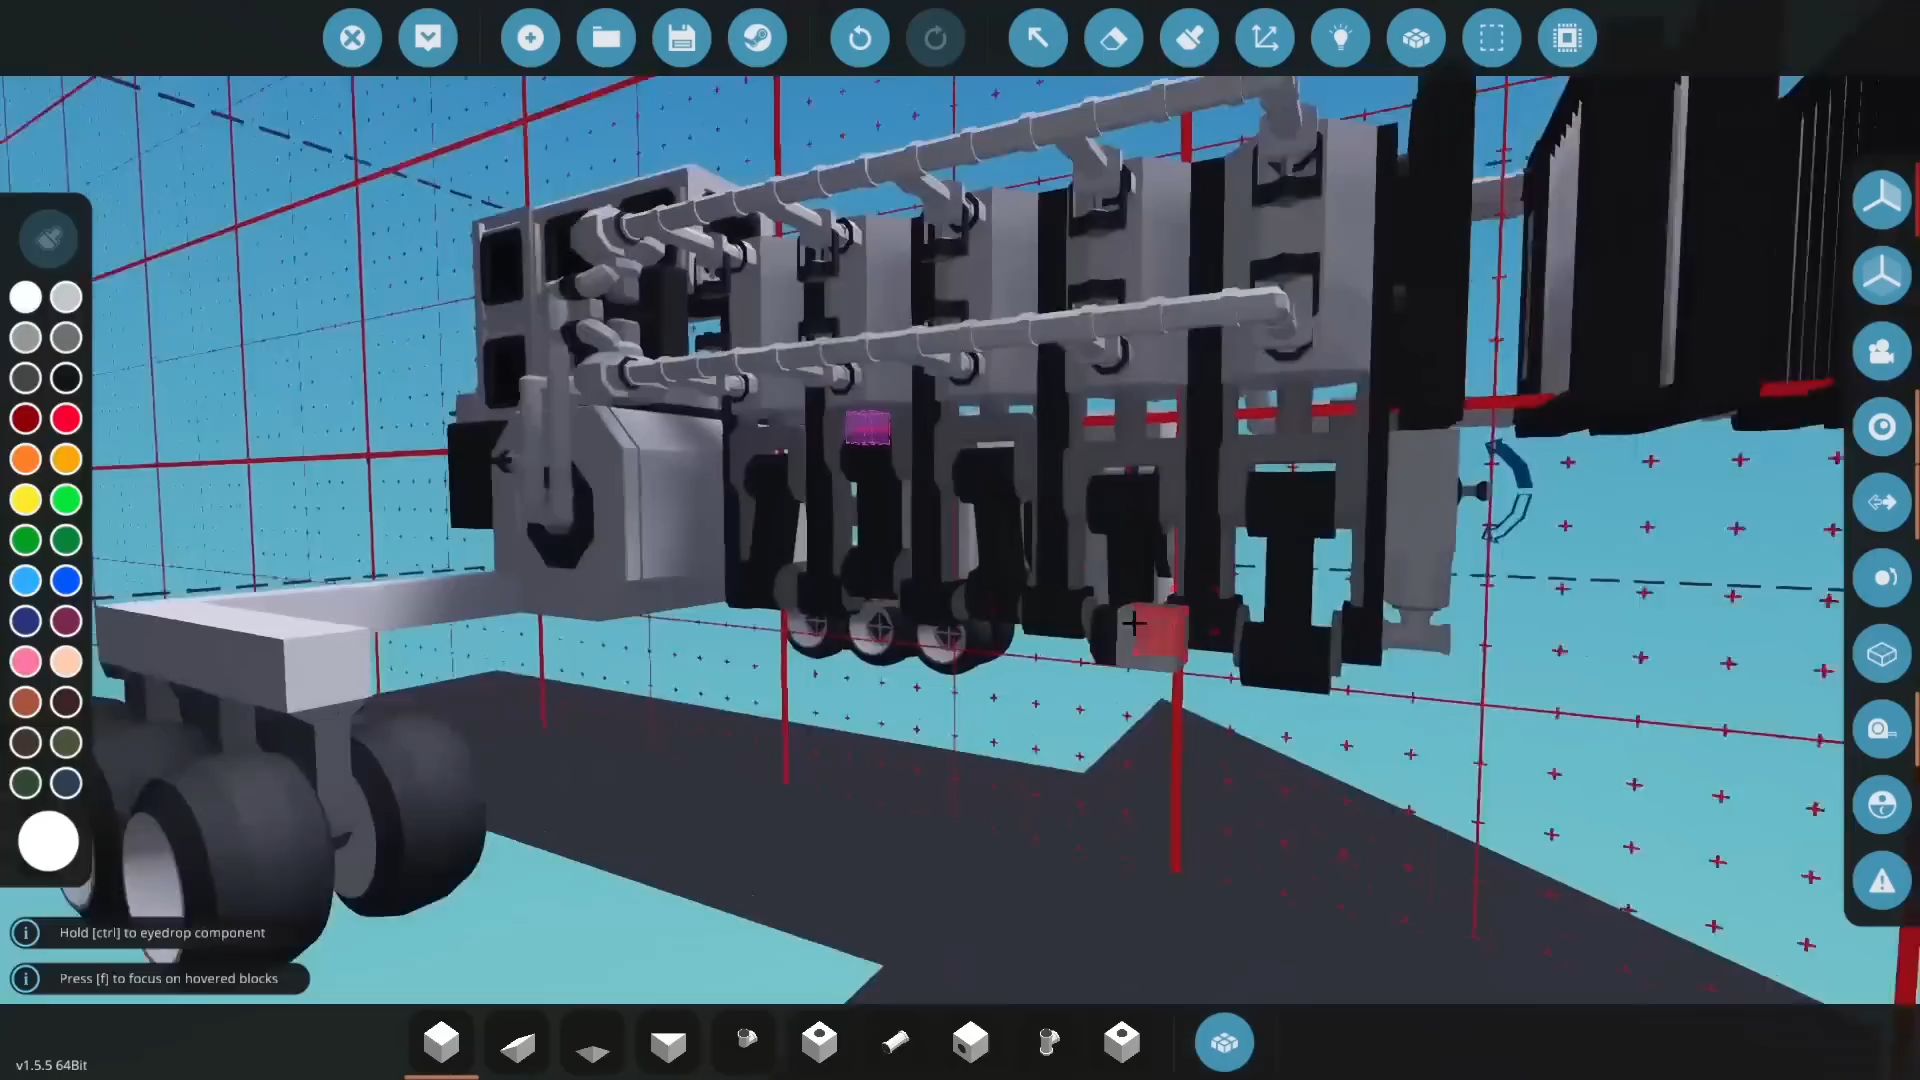 Hold [ctrl] to eyedrop component
Press [f] to focus on hovered blocks
v1.5.5 64Bit